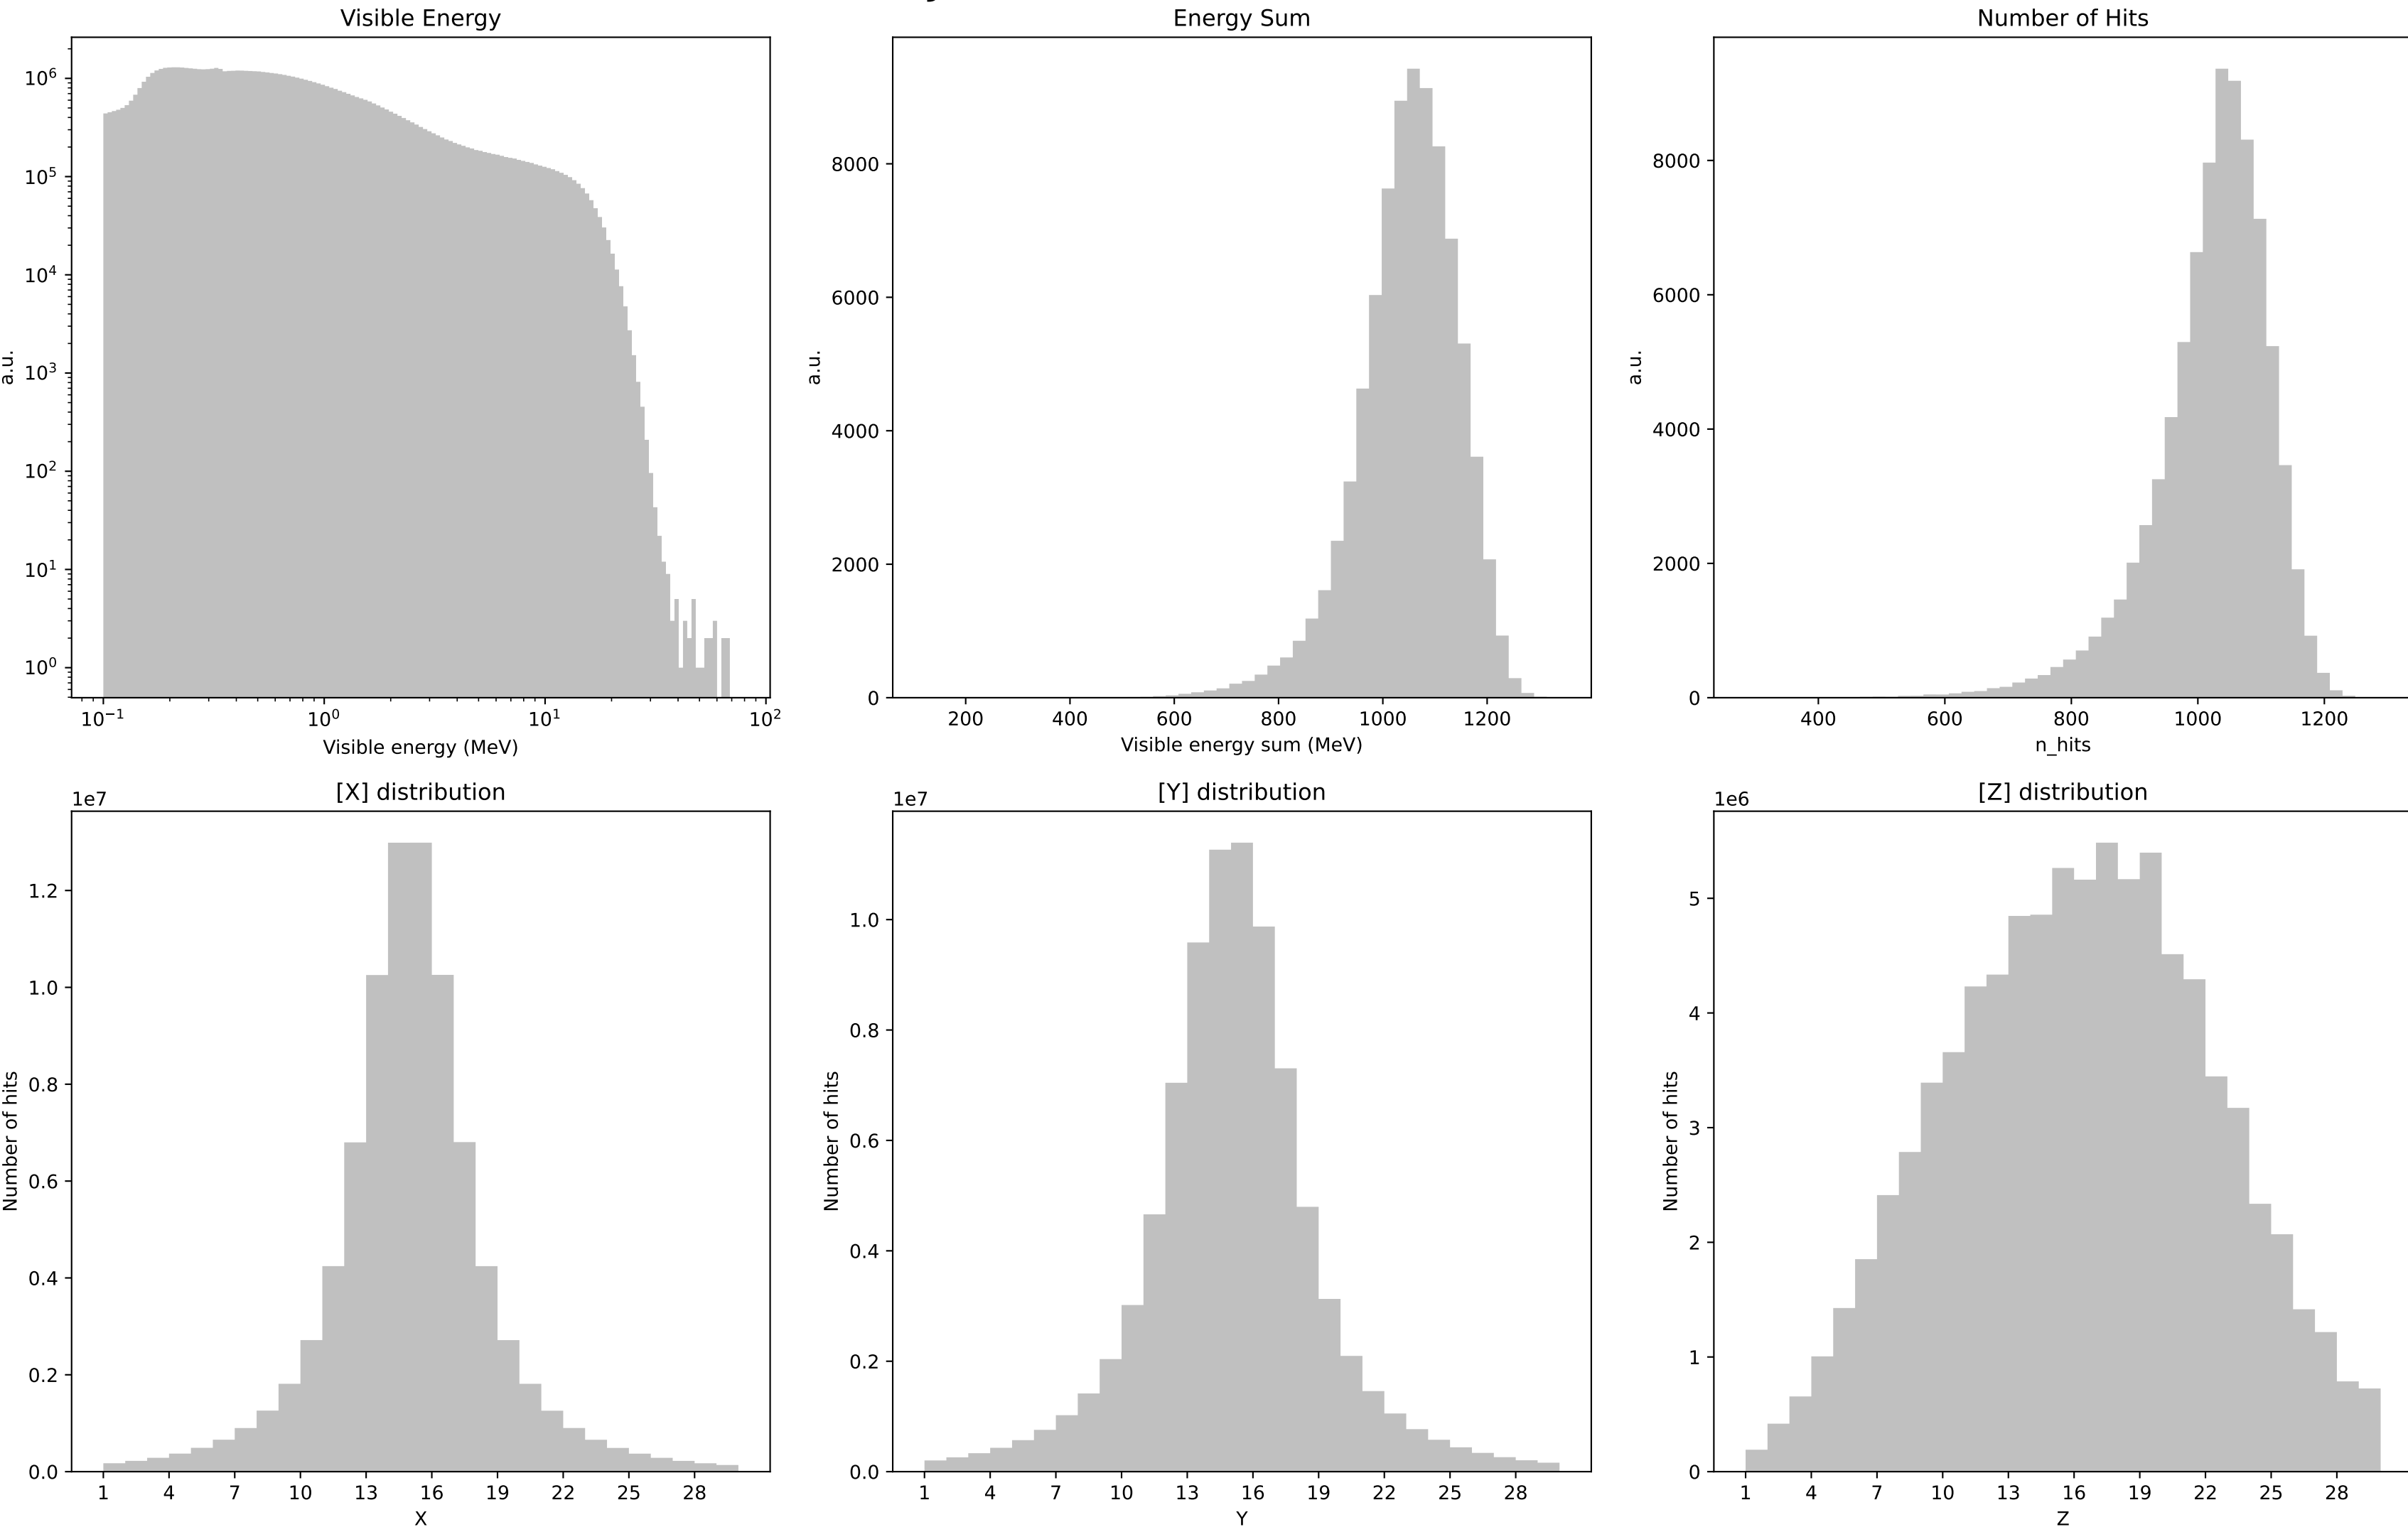 Visible Energy
Energy Sum
Number of Hits
10⁶
10⁵
10⁴
10³
10²
10¹
10⁰
a.u.
10⁻¹ 10⁰ 10¹ 10²
Visible energy (MeV)
8000
6000
4000
2000
0
a.u.
200 400 600 800 1000 1200
Visible energy sum (MeV)
8000
6000
4000
2000
0
a.u.
400 600 800 1000 1200
n_hits
[X] distribution
1e7
1.2
1.0
0.8
0.6
0.4
0.2
0.0
Number of hits
1 4 7 10 13 16 19 22 25 28
X
[Y] distribution
1e7
1.0
0.8
0.6
0.4
0.2
0.0
Number of hits
1 4 7 10 13 16 19 22 25 28
Y
[Z] distribution
1e6
5
4
3
2
1
0
Number of hits
1 4 7 10 13 16 19 22 25 28
Z